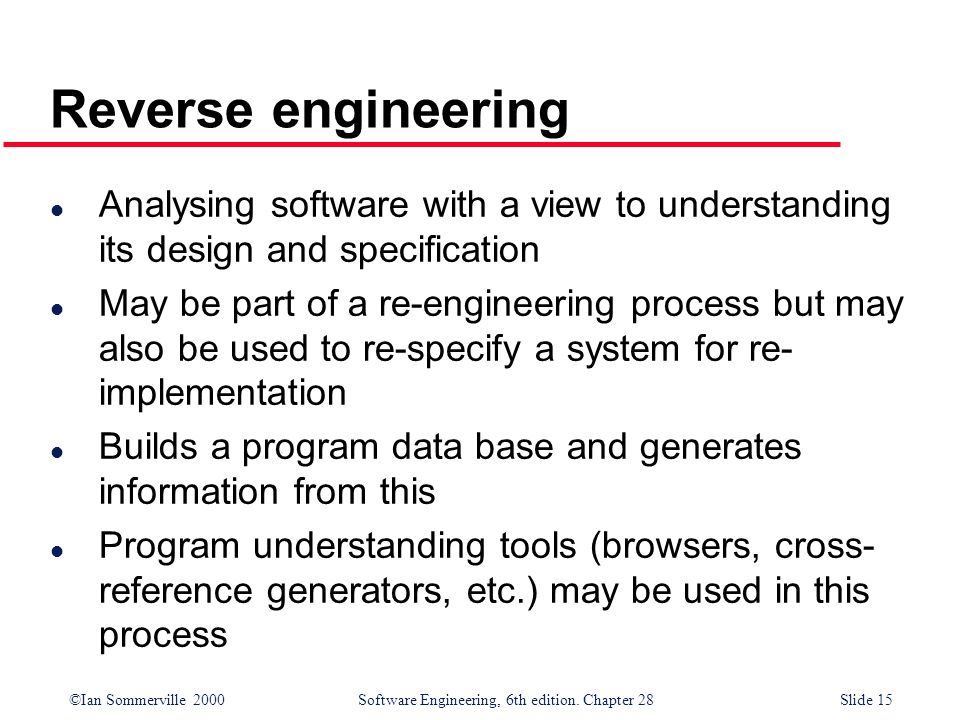 Reverse engineering
Analysing software with a view to understanding
its design and specification
May be part of a re-engineering process but may
also be used to re-specify a system for re-
implementation
Builds a program data base and generates
information from this
Program understanding tools (browsers, cross-
reference generators, etc.) may be used in this
process
©Ian Sommerville 2000 Software Engineering, 6th edition. Chapter 28 Slide 15